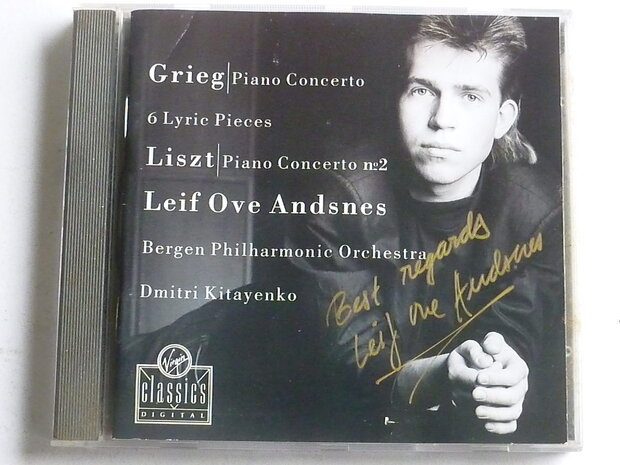 Grieg|Piano Concerto
6 Lyric Pieces
Liszt|Piano Concerto nº2
Leif Ove Andsnes
Bergen Philharmonic Orchestra
Dmitri Kitayenko
Best regards
Leif Ove Andsnes
Virgin
classics
DIGITAL